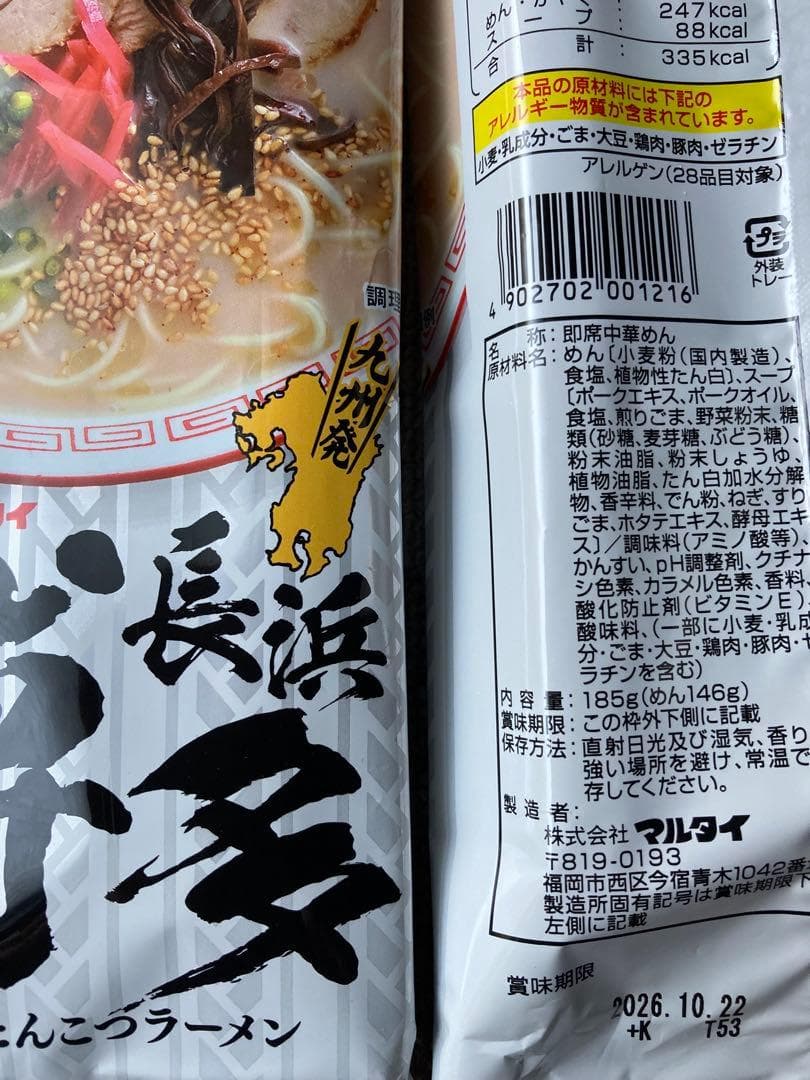 調理
九州発
タイ
長浜
多
とんこつラーメン
例
めん・かやく 247kcal
スープ 88kcal
合計: 335kcal
本品の原材料には下記の
アレルギー物質が含まれています。
小麦・乳成分・ごま・大豆・鶏肉・豚肉・ゼラチン
アレルゲン(28品目対象)
プラ
外装
トレー
4 902702 001216
名称:即席中華めん
原材料名:めん〔小麦粉(国内製造)、
食塩、植物性たん白〕、スープ
〔ポークエキス、ポークオイル、
食塩、煎りごま、野菜粉末、糖
類(砂糖、麦芽糖、ぶどう糖)、
粉末油脂、粉末しょうゆ、
植物油脂、たん白加水分解
物、香辛料、でん粉、ねぎ、すり
ごま、ホタテエキス、酵母エキ
ス〕/調味料(アミノ酸等)、
かんすい、pH調整剤、クチナ
シ色素、カラメル色素、香料、
酸化防止剤(ビタミンE)、
酸味料、(一部に小麦・乳成
分・ごま・大豆・鶏肉・豚肉・ゼ
ラチンを含む)
内容量:185g(めん146g)
賞味期限:この枠外下側に記載
保存方法:直射日光及び湿気、香り
強い場所を避け、常温で
存してください。
製造者:
株式会社 マルタイ
〒819-0193
福岡市西区今宿青木1042番
製造所固有記号は賞味期限下
左側に記載
賞味期限
2026.10.22
+K T53